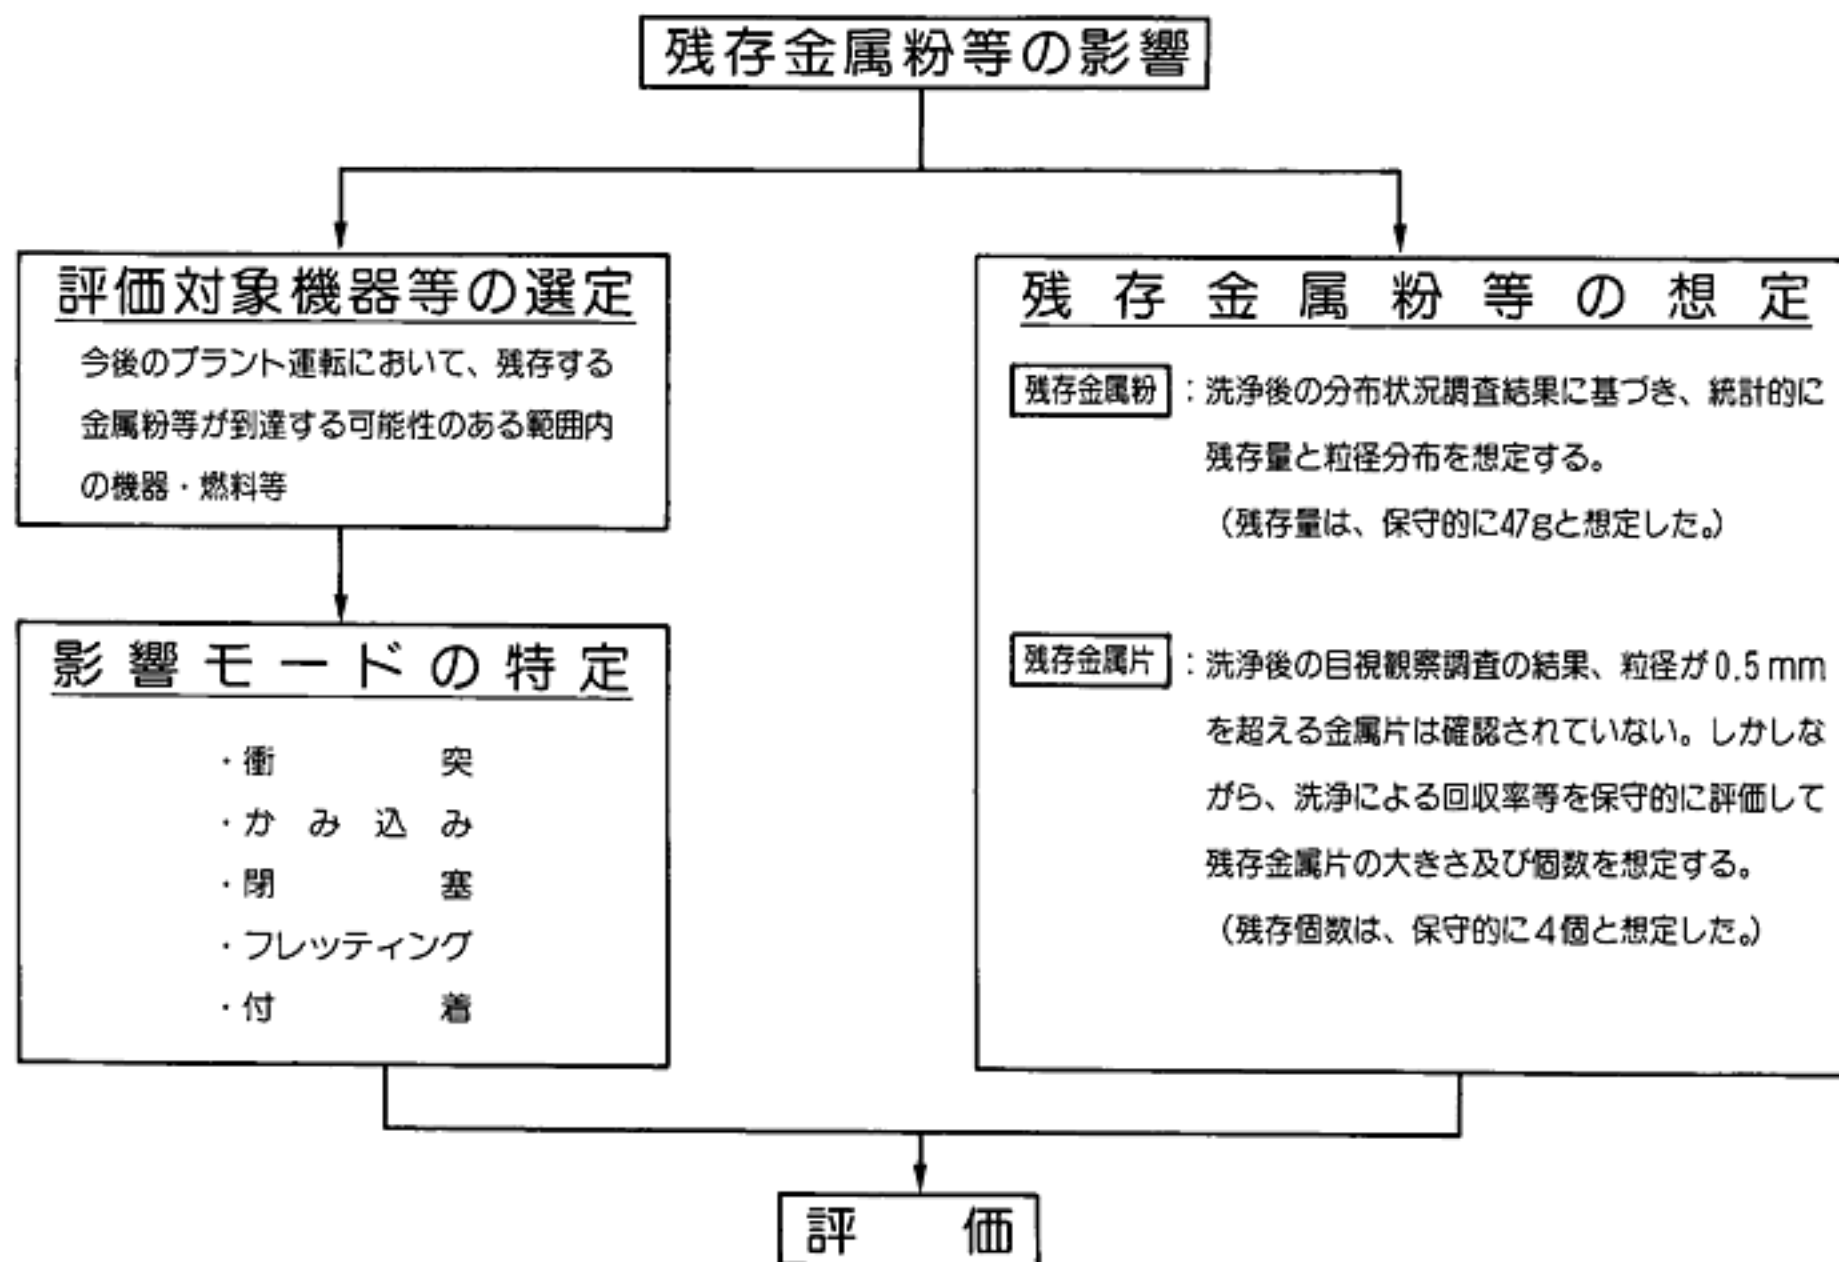 残存金属粉等の影響
評価対象機器等の選定
今後のプラント運転において、残存する
金属粉等が到達する可能性のある範囲内
の機器・燃料等
影響モードの特定
・衝突
・かみ込み
・閉塞
・フレッティング
・付着
残存金属粉等の想定
残存金属粉：洗浄後の分布状況調査結果に基づき、統計的に
残存量と粒径分布を想定する。
（残存量は、保守的に47gと想定した。）
残存金属片：洗浄後の目視観察調査の結果、粒径が0.5mm
を超える金属片は確認されていない。しかしな
がら、洗浄による回収率等を保守的に評価して
残存金属片の大きさ及び個数を想定する。
（残存個数は、保守的に4個と想定した。）
評価